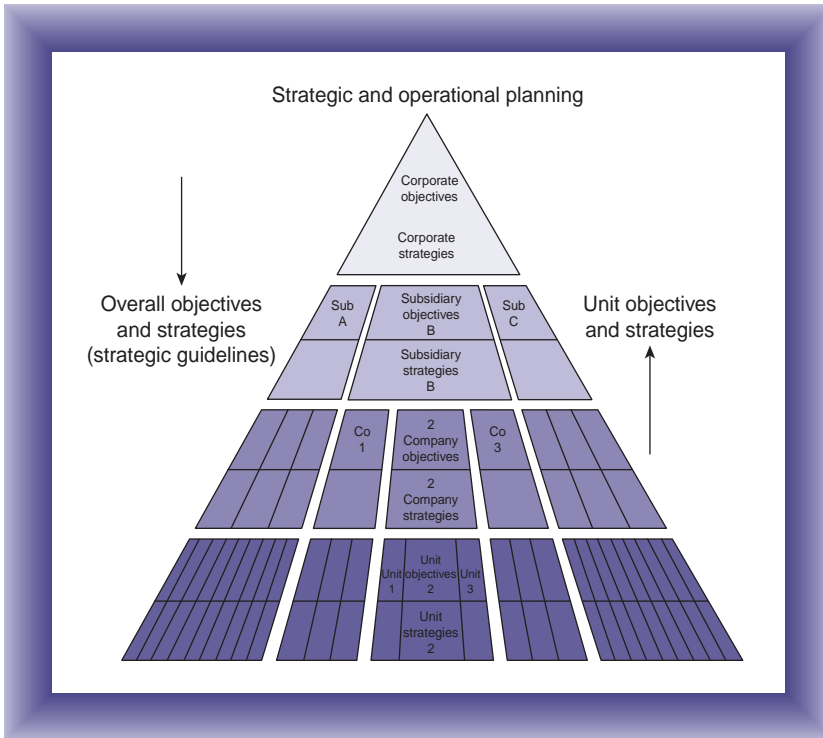 Strategic and operational planning
Corporate
objectives
Corporate
strategies
Overall objectives
and strategies
(strategic guidelines)
Sub
A
Subsidiary
objectives
B
Sub
C
Subsidiary
strategies
B
Unit objectives
and strategies
Co
1
2
Company
objectives
Co
3
2
Company
strategies
Unit
1
Unit
objectives
2
Unit
3
Unit
strategies
2